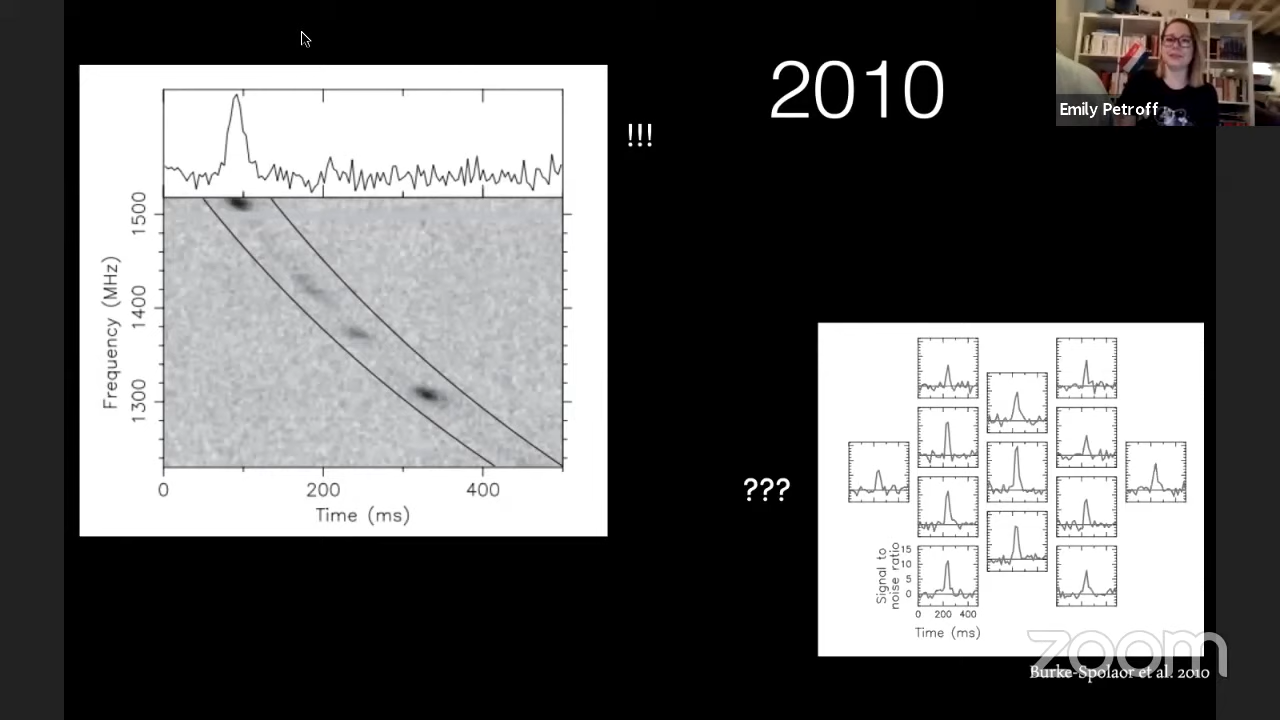 2010
Emily Petroff
!!!
1500
1400
1300
Frequency (MHz)
0 200 400
Time (ms)
???
Signal to
noise ratio
15
10
5
0
0 200 400
Time (ms)
zoom
Burke-Spolaor et al. 2010